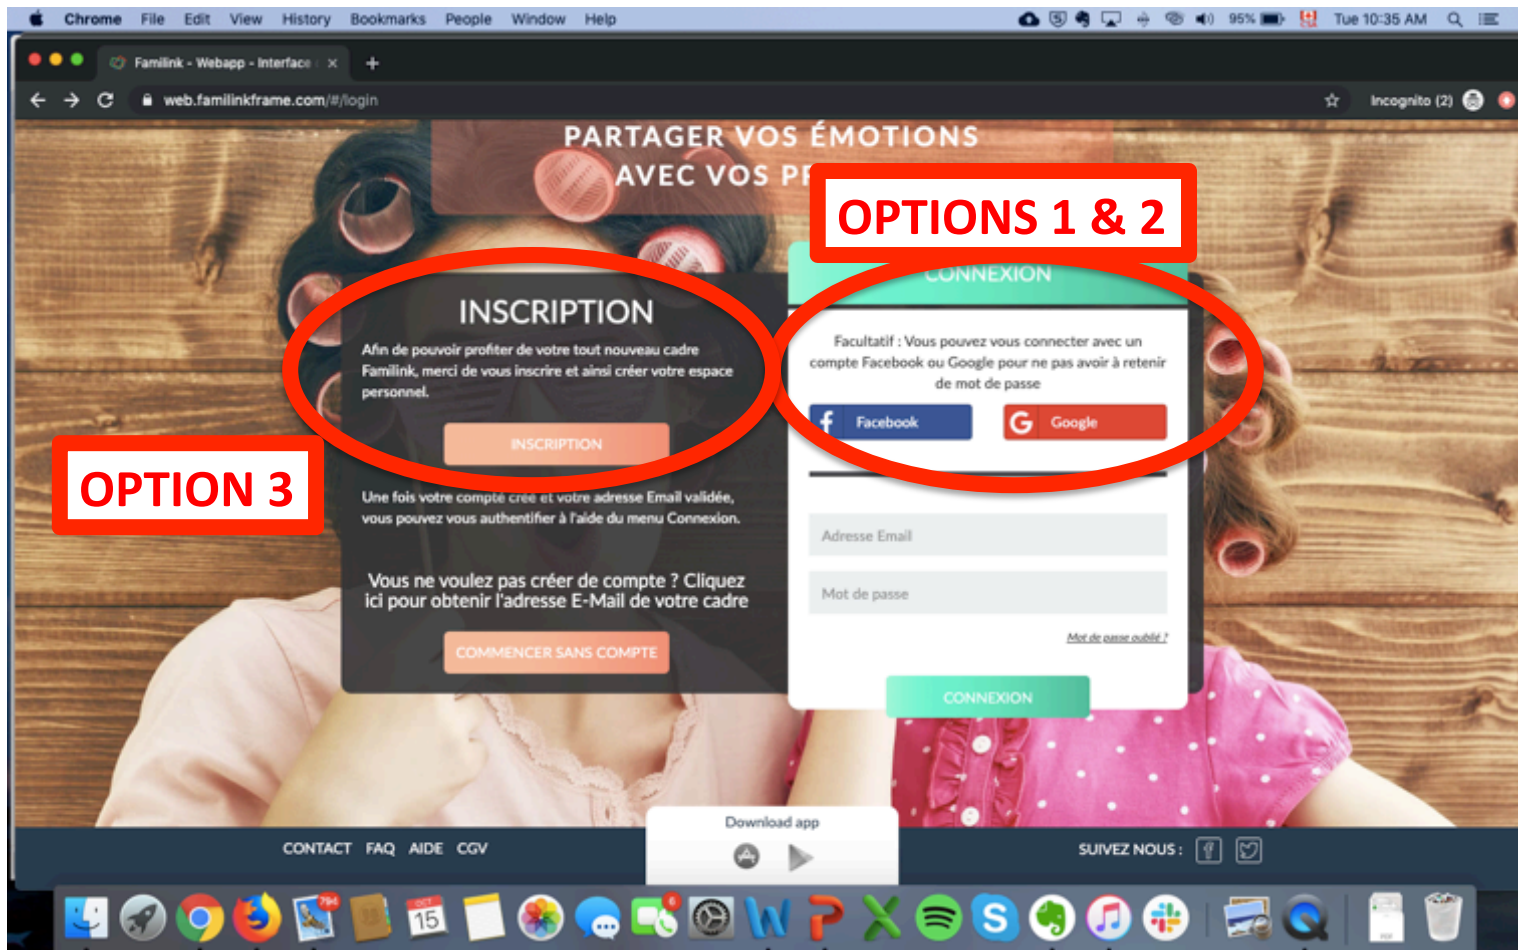 Chrome File Edit View History Bookmarks People Window Help
95% Tue 10:35 AM
Familink - Webapp - Interface
web.familinkframe.com/#/login
Incognito (2)
PARTAGER VOS ÉMOTIONS
AVEC VOS
OPTIONS 1 & 2
INSCRIPTION
Afin de pouvoir profiter de votre tout nouveau cadre
Familink, merci de vous inscrire et ainsi créer votre espace
personnel.
INSCRIPTION
OPTION 3
Une fois votre compte créé et votre adresse Email validée,
vous pouvez vous authentifier à l'aide du menu Connexion.
Vous ne voulez pas créer de compte ? Cliquez
ici pour obtenir l'adresse E-Mail de votre cadre
COMMENCER SANS COMPTE
CONNEXION
Facultatif : Vous pouvez vous connecter avec un
compte Facebook ou Google pour ne pas avoir à retenir
de mot de passe
f Facebook
G Google
Adresse Email
Mot de passe
Mot de passe oublié ?
CONNEXION
CONTACT FAQ AIDE CGV
Download app
SUIVEZ NOUS :
794
OCT
15
6